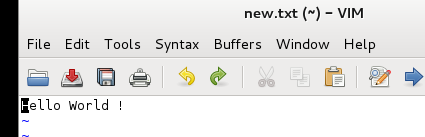 new.txt (~) – VIM
File Edit Tools Syntax Buffers Window Help
Hello World !
~
~